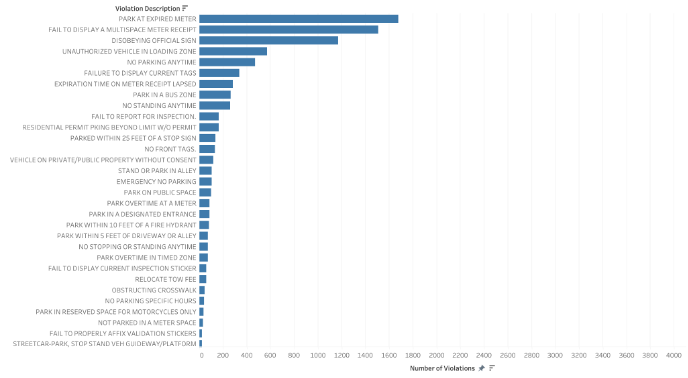 Violation Description
PARK AT EXPIRED METER
FAIL TO DISPLAY A MULTISPACE METER RECEIPT
DISOBEYING OFFICIAL SIGN
UNAUTHORIZED VEHICLE IN LOADING ZONE
NO PARKING ANYTIME
FAILURE TO DISPLAY CURRENT TAGS
EXPIRATION TIME ON METER RECEIPT LAPSED
PARK IN A BUS ZONE
NO STANDING ANYTIME
FAIL TO REPORT FOR INSPECTION.
RESIDENTIAL PERMIT PKING BEYOND LIMIT W/O PERMIT
PARKED WITHIN 25 FEET OF A STOP SIGN
NO FRONT TAGS.
VEHICLE ON PRIVATE/PUBLIC PROPERTY WITHOUT CONSENT
STAND OR PARK IN ALLEY
EMERGENCY NO PARKING
PARK ON PUBLIC SPACE
PARK OVERTIME AT A METER
PARK IN A DESIGNATED ENTRANCE
PARK WITHIN 10 FEET OF A FIRE HYDRANT
PARK WITHIN 5 FEET OF DRIVEWAY OR ALLEY
NO STOPPING OR STANDING ANYTIME
PARK OVERTIME IN TIMED ZONE
FAIL TO DISPLAY CURRENT INSPECTION STICKER
RELOCATE TOW FEE
OBSTRUCTING CROSSWALK
NO PARKING SPECIFIC HOURS
PARK IN RESERVED SPACE FOR MOTORCYCLES ONLY
NOT PARKED IN A METER SPACE
FAIL TO PROPERLY AFFIX VALIDATION STICKERS
STREETCAR-PARK, STOP STAND VEH GUIDEWAY/PLATFORM
0 200 400 600 800 1000 1200 1400 1600 1800 2000 2200 2400 2600 2800 3000 3200 3400 3600 3800 4000
Number of Violations